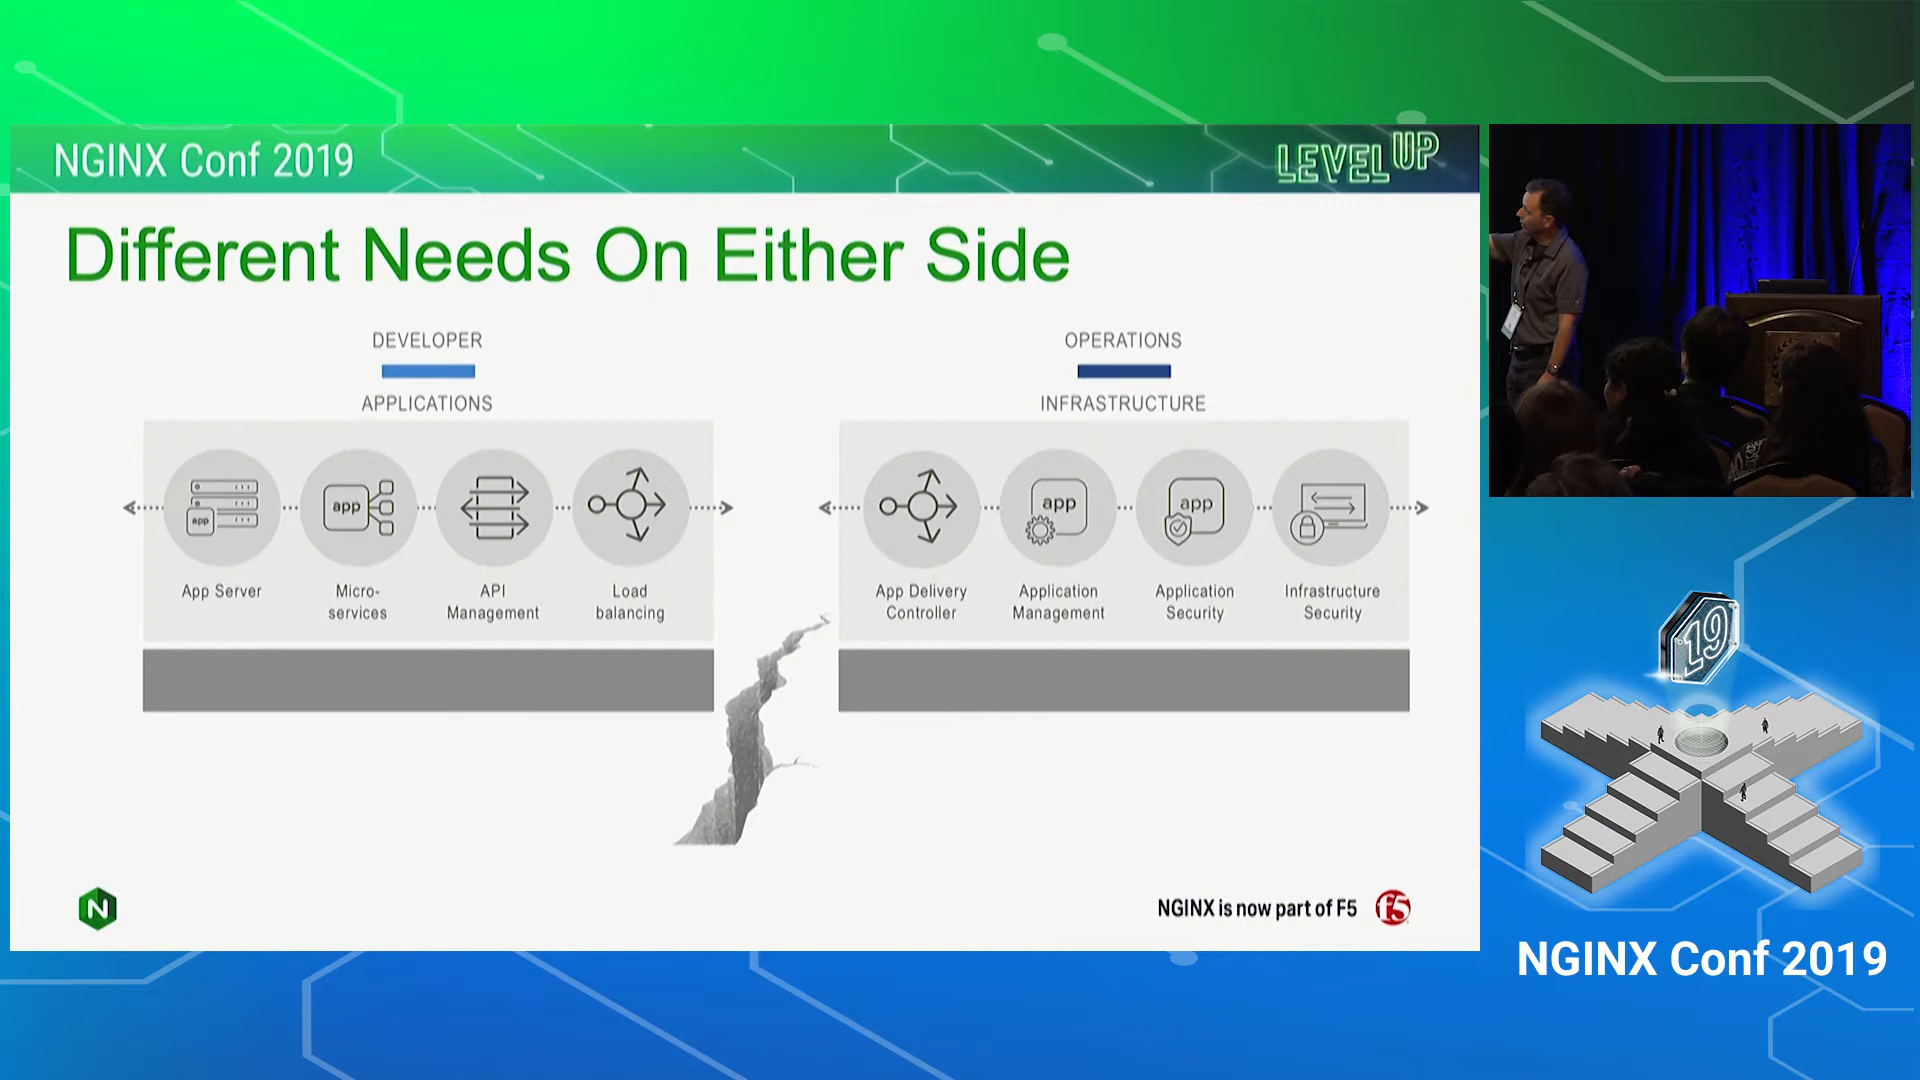 NGINX Conf 2019
LEVEL UP
Different Needs On Either Side
DEVELOPER
APPLICATIONS
app
app
App Server
Micro-
services
API
Management
Load
balancing
OPERATIONS
INFRASTRUCTURE
app
app
App Delivery
Controller
Application
Management
Application
Security
Infrastructure
Security
N
NGINX is now part of F5
f5
19
NGINX Conf 2019